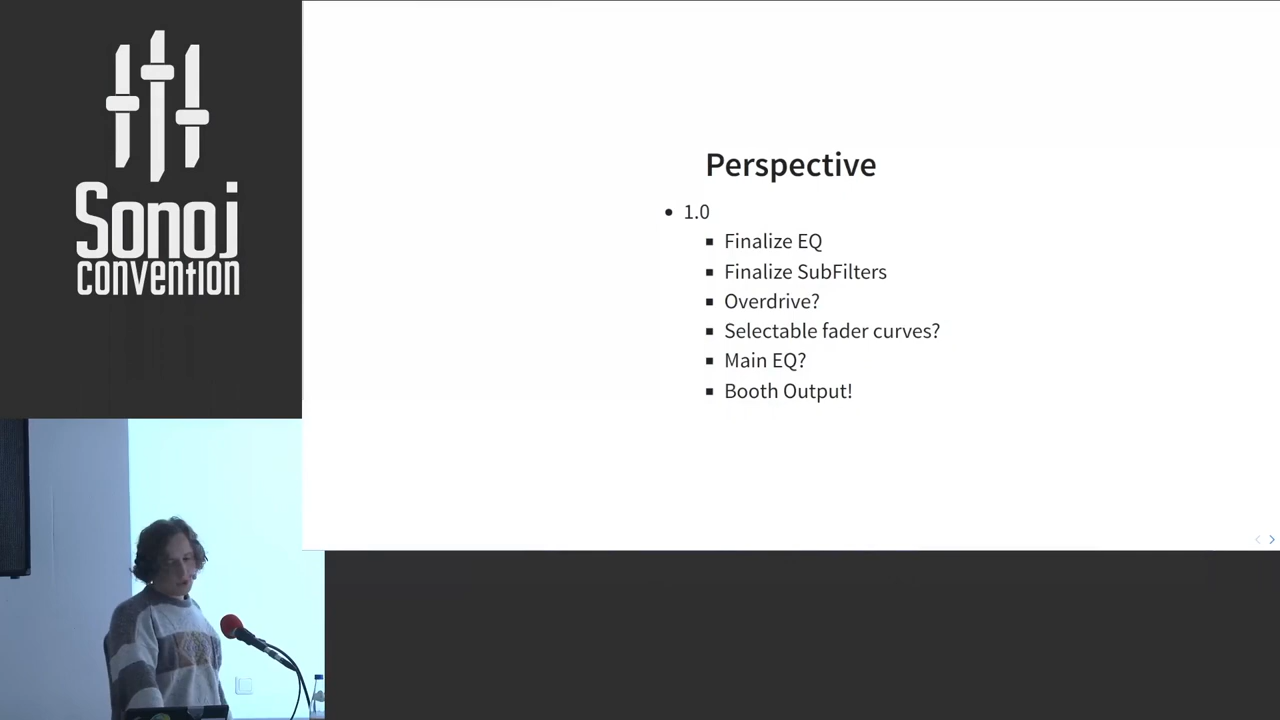 Sonoj
convention
Perspective
1.0
Finalize EQ
Finalize SubFilters
Overdrive?
Selectable fader curves?
Main EQ?
Booth Output!